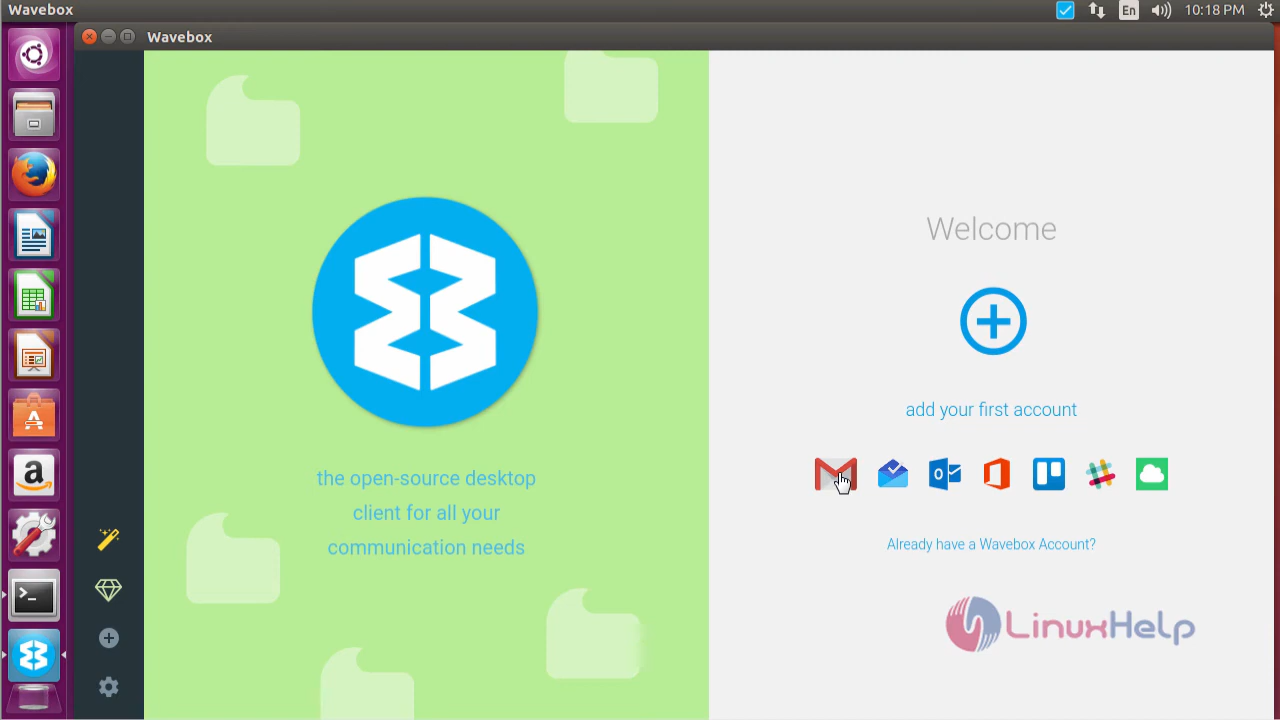 Wavebox
En
10:18 PM
Wavebox
Welcome
add your first account
the open-source desktop
client for all your
communication needs
Already have a Wavebox Account?
LinuxHelp